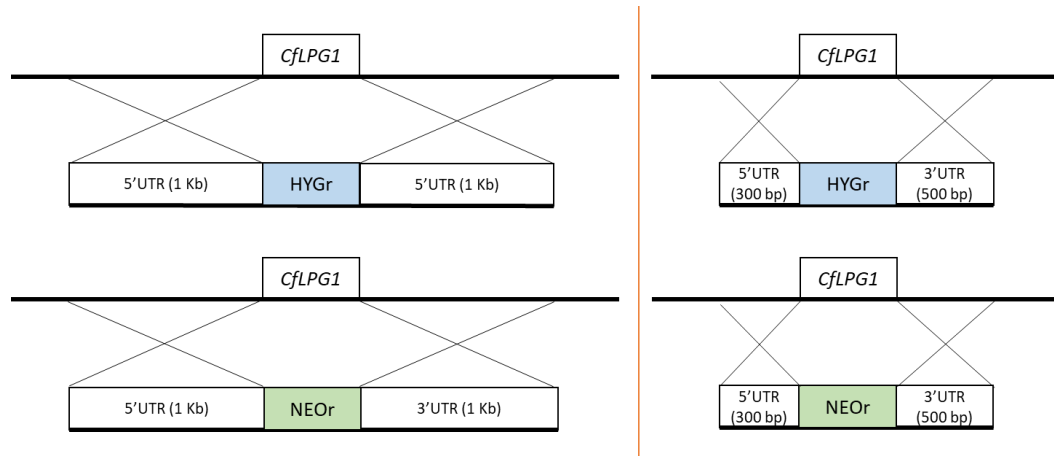 CfLPG1
5'UTR (1 Kb)
HYGr
5'UTR (1 Kb)
CfLPG1
5'UTR (1 Kb)
NEOr
3'UTR (1 Kb)
CfLPG1
5'UTR
(300 bp)
HYGr
3'UTR
(500 bp)
CfLPG1
5'UTR
(300 bp)
NEOr
3'UTR
(500 bp)